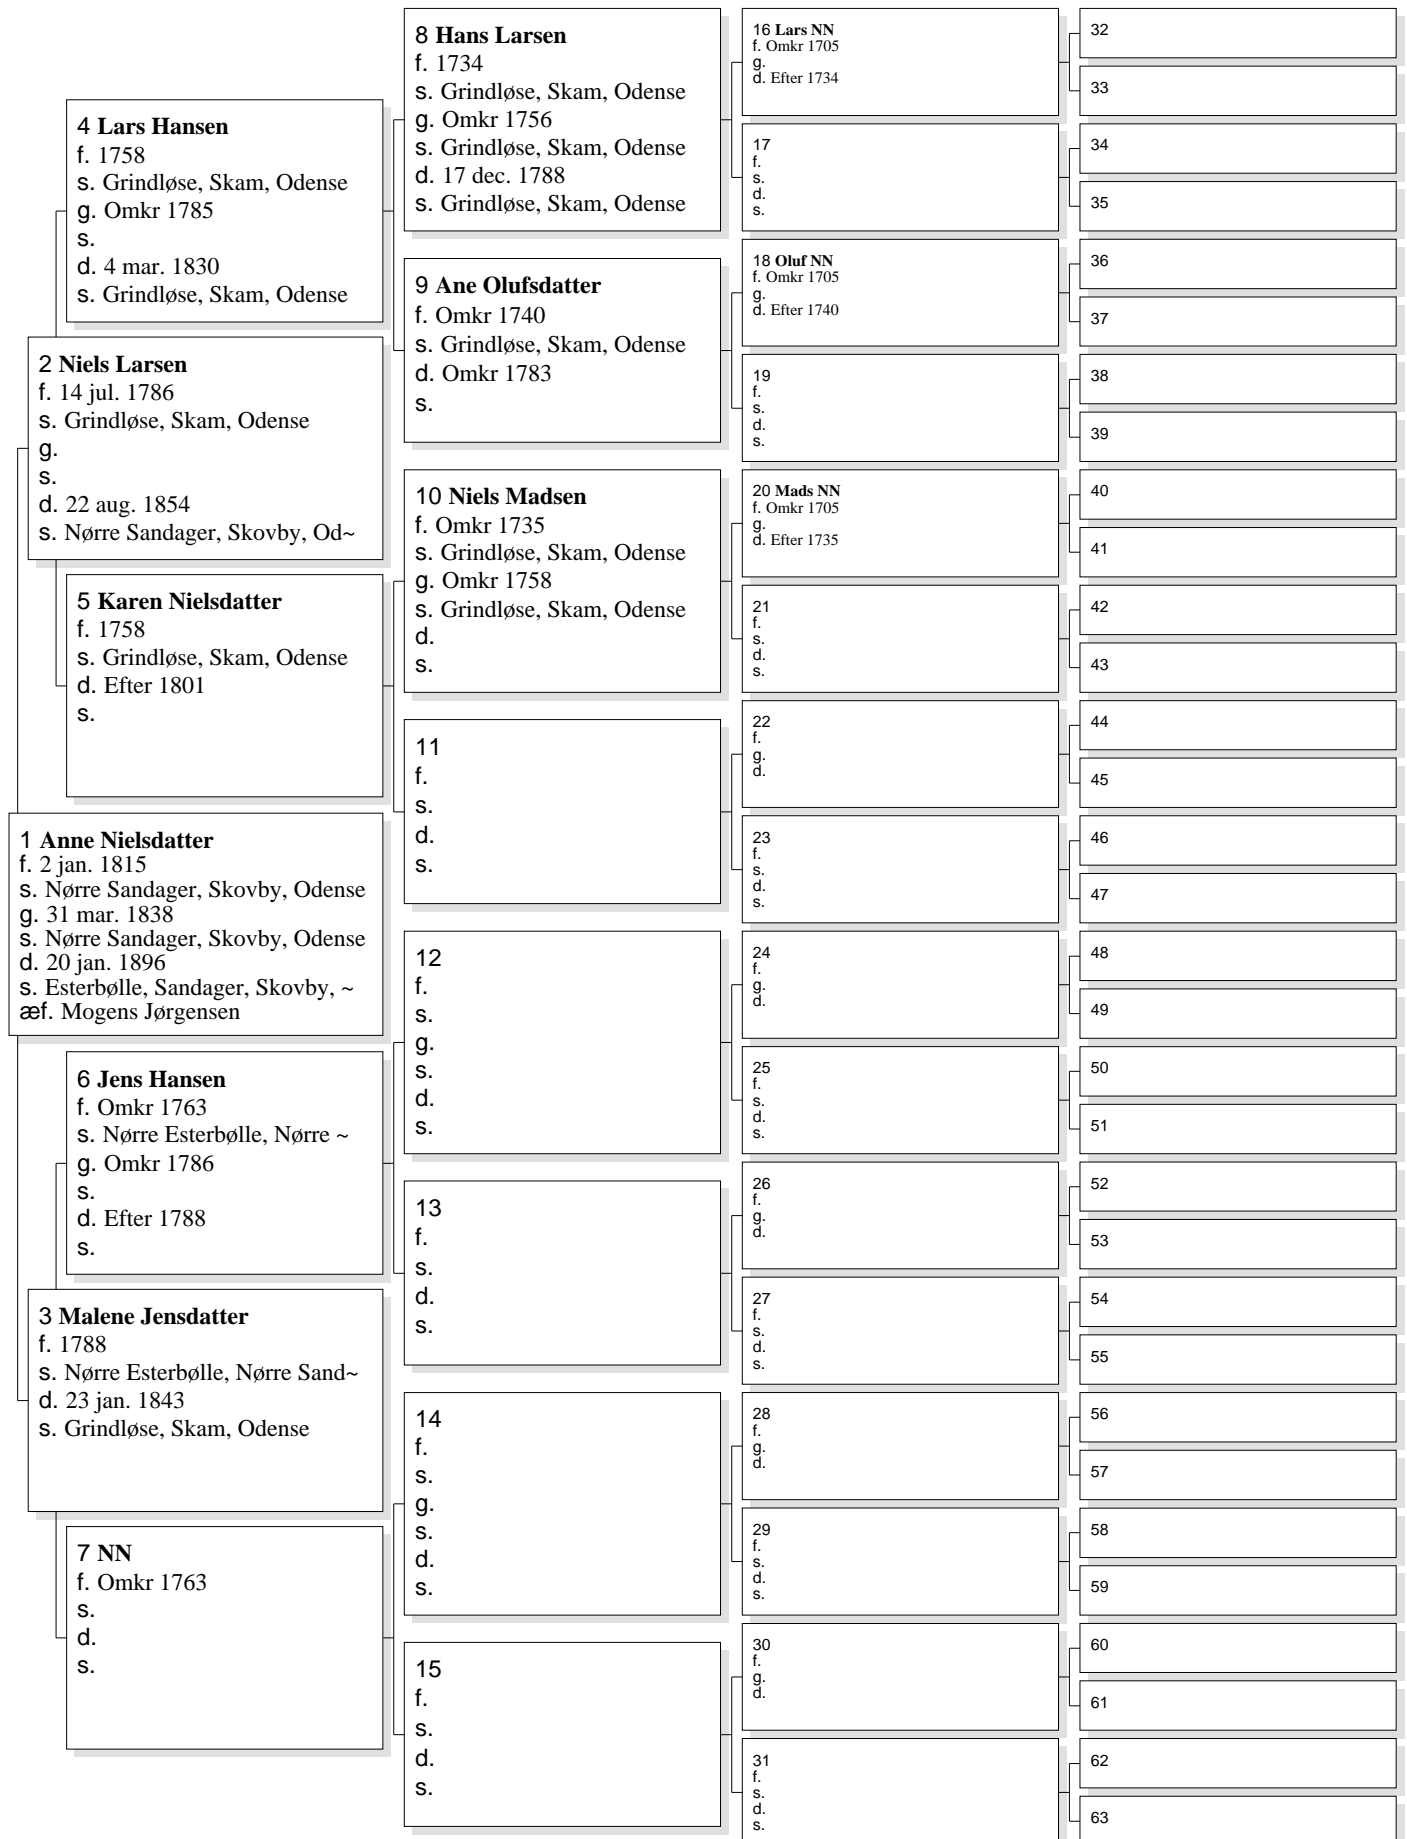 8 Hans Larsen
f. 1734
s. Grindløse, Skam, Odense
g. Omkr 1756
s. Grindløse, Skam, Odense
d. 17 dec. 1788
s. Grindløse, Skam, Odense
16 Lars NN
f. Omkr 1705
g.
d. Efter 1734
32
33
4 Lars Hansen
f. 1758
s. Grindløse, Skam, Odense
g. Omkr 1785
s.
d. 4 mar. 1830
s. Grindløse, Skam, Odense
17
f.
s.
d.
s.
34
35
9 Ane Olufsdatter
f. Omkr 1740
s. Grindløse, Skam, Odense
d. Omkr 1783
s.
18 Oluf NN
f. Omkr 1705
g.
d. Efter 1740
36
37
2 Niels Larsen
f. 14 jul. 1786
s. Grindløse, Skam, Odense
g.
s.
d. 22 aug. 1854
s. Nørre Sandager, Skovby, Od~
19
f.
s.
d.
s.
38
39
10 Niels Madsen
f. Omkr 1735
s. Grindløse, Skam, Odense
g. Omkr 1758
s. Grindløse, Skam, Odense
d.
s.
20 Mads NN
f. Omkr 1705
g.
d. Efter 1735
40
41
5 Karen Nielsdatter
f. 1758
s. Grindløse, Skam, Odense
d. Efter 1801
s.
21
f.
s.
d.
s.
42
43
11
f.
s.
d.
s.
22
f.
g.
d.
44
45
1 Anne Nielsdatter
f. 2 jan. 1815
s. Nørre Sandager, Skovby, Odense
g. 31 mar. 1838
s. Nørre Sandager, Skovby, Odense
d. 20 jan. 1896
s. Esterbølle, Sandager, Skovby, ~
æf. Mogens Jørgensen
23
f.
s.
d.
s.
46
47
12
f.
s.
g.
s.
d.
s.
24
f.
g.
d.
48
49
6 Jens Hansen
f. Omkr 1763
s. Nørre Esterbølle, Nørre ~
g. Omkr 1786
s.
d. Efter 1788
s.
25
f.
s.
d.
s.
50
51
13
f.
s.
d.
s.
26
f.
g.
d.
52
53
3 Malene Jensdatter
f. 1788
s. Nørre Esterbølle, Nørre Sand~
d. 23 jan. 1843
s. Grindløse, Skam, Odense
27
f.
s.
d.
s.
54
55
14
f.
s.
g.
s.
d.
s.
28
f.
g.
d.
56
57
7 NN
f. Omkr 1763
s.
d.
s.
29
f.
s.
d.
s.
58
59
15
f.
s.
d.
s.
30
f.
g.
d.
60
61
31
f.
s.
d.
s.
62
63